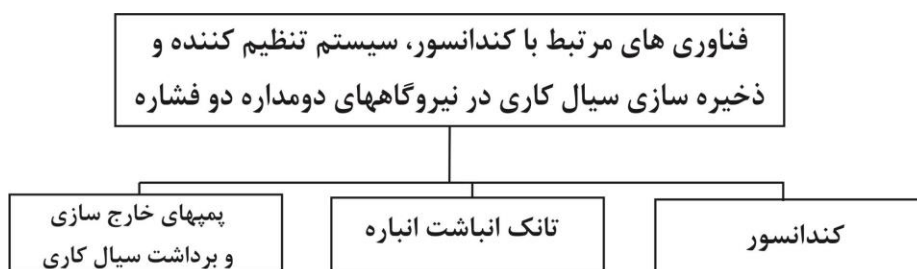 فناوری های مرتبط با کندانسور، سیستم تنظیم کننده و
ذخیره سازی سیال کاری در نیروگاههای دومداره دو فشاره
کندانسور
تانک انباشت انباره
پمپهای خارج سازی
و برداشت سیال کاری